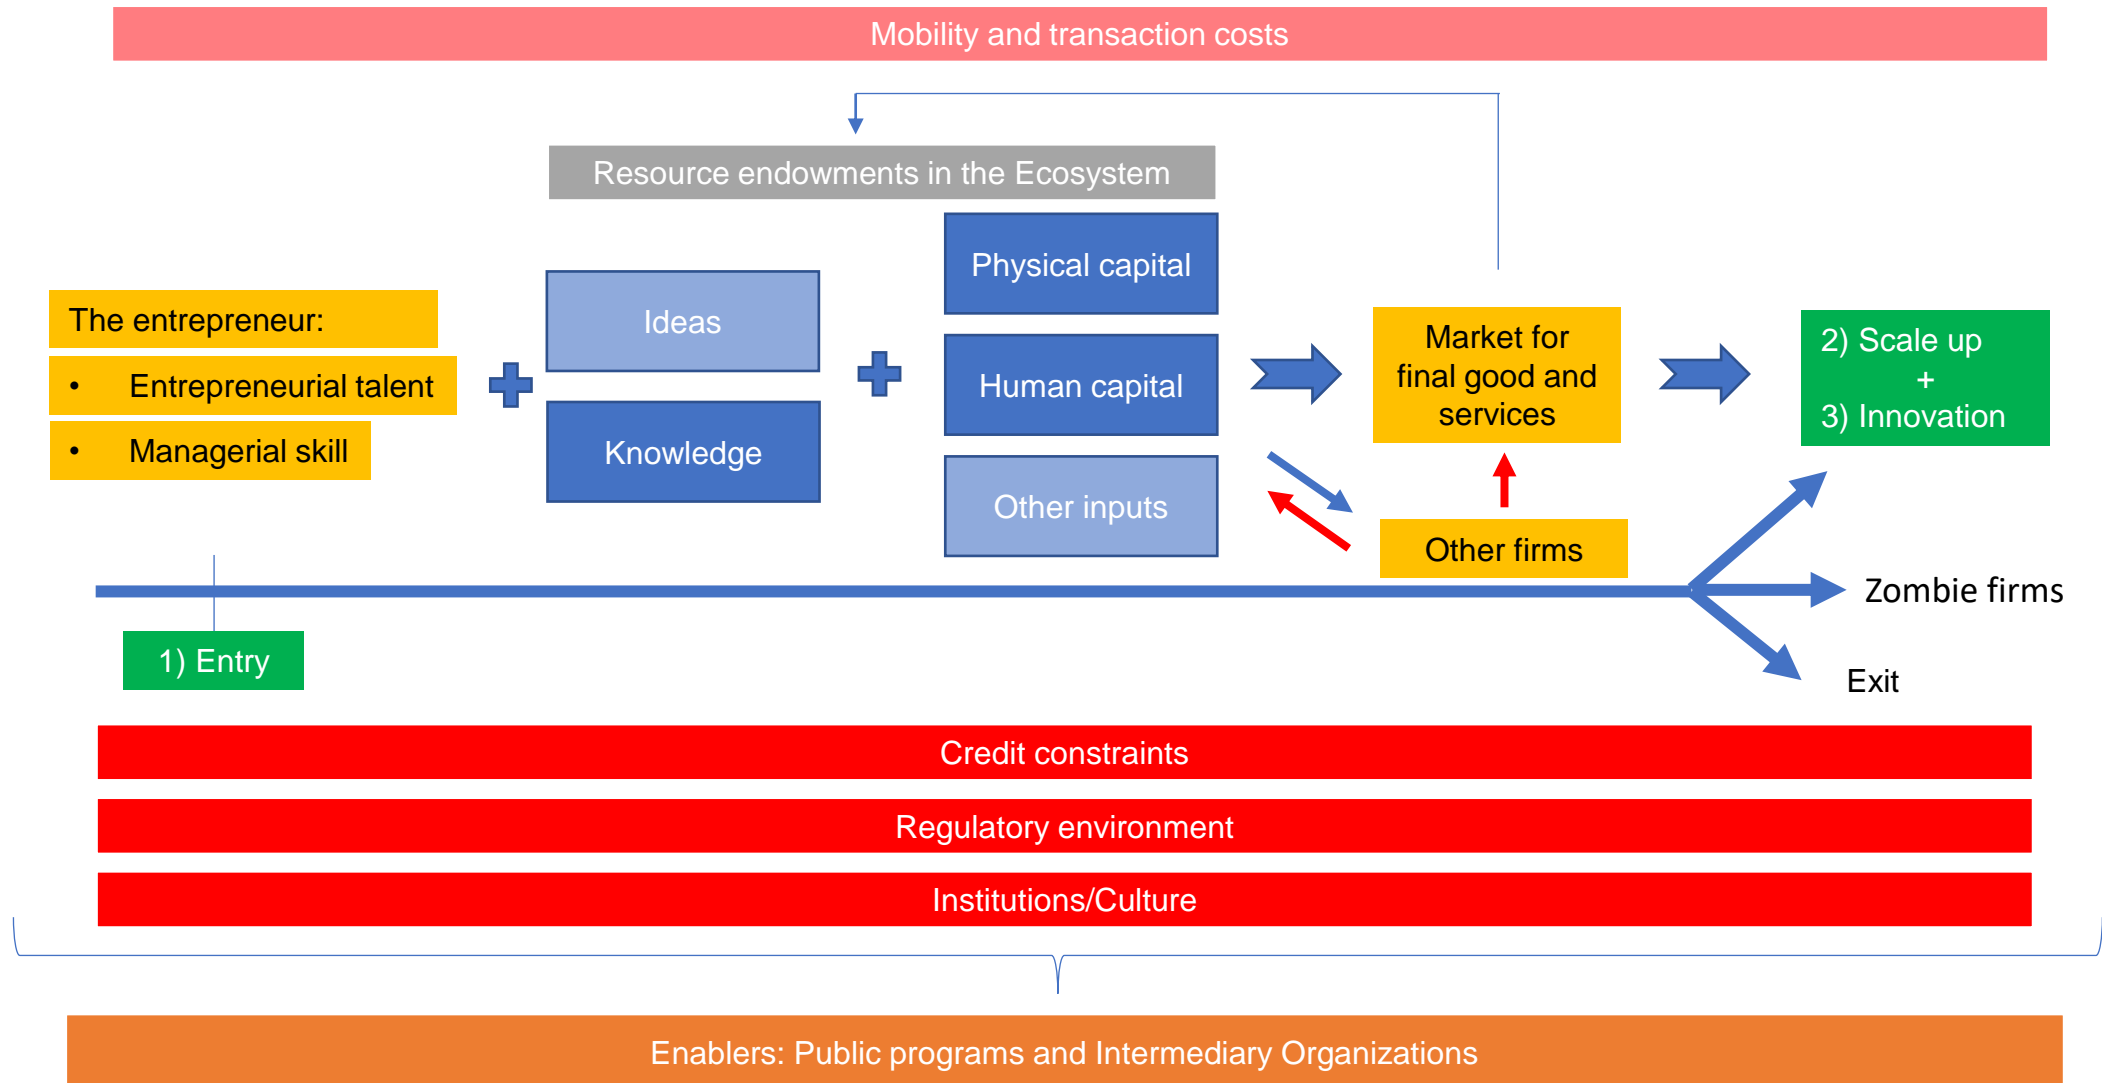 Mobility and transaction costs
Resource endowments in the Ecosystem
The entrepreneur:
• Entrepreneurial talent
• Managerial skill
Ideas
Knowledge
Physical capital
Human capital
Other inputs
Market for
final good and
services
Other firms
2) Scale up
+
3) Innovation
Zombie firms
Exit
1) Entry
Credit constraints
Regulatory environment
Institutions/Culture
Enablers: Public programs and Intermediary Organizations